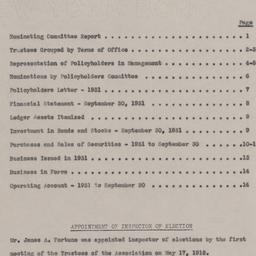 Page
Nominating Committee Report . . . . . . . . . . . . . . . . . . 1
Trustees Grouped by Terms of Office . . . . . . . . . . . . . . 2-3
Representation of Policyholders in Management . . . . . . . . . 4-5
Nominations by Policyholders Committee . . . . . . . . . . . . 6
Policyholders Letter - 1931 . . . . . . . . . . . . . . . . . . 7
Financial Statement - September 30, 1931 . . . . . . . . . . . 8
Ledger Assets Itemized . . . . . . . . . . . . . . . . . . . . 9
Investment in Bonds and Stocks - September 30, 1931 . . . . . . 9
Purchases and Sales of Securities - 1931 to September 30 . . . 10-1
Business Issued in 1931 . . . . . . . . . . . . . . . . . . . .
Business in Force . . . . . . . . . . . . . . . . . . . . . . . 14
Operating Account - 1931 to September 30 . . . . . . . . . . . 14
APPOINTMENT OF INSPECTOR OF ELECTION
Mr. James A. Fortune was appointed inspector of elections by the first
meeting of the Trustees of the Association on May 17, 1918.